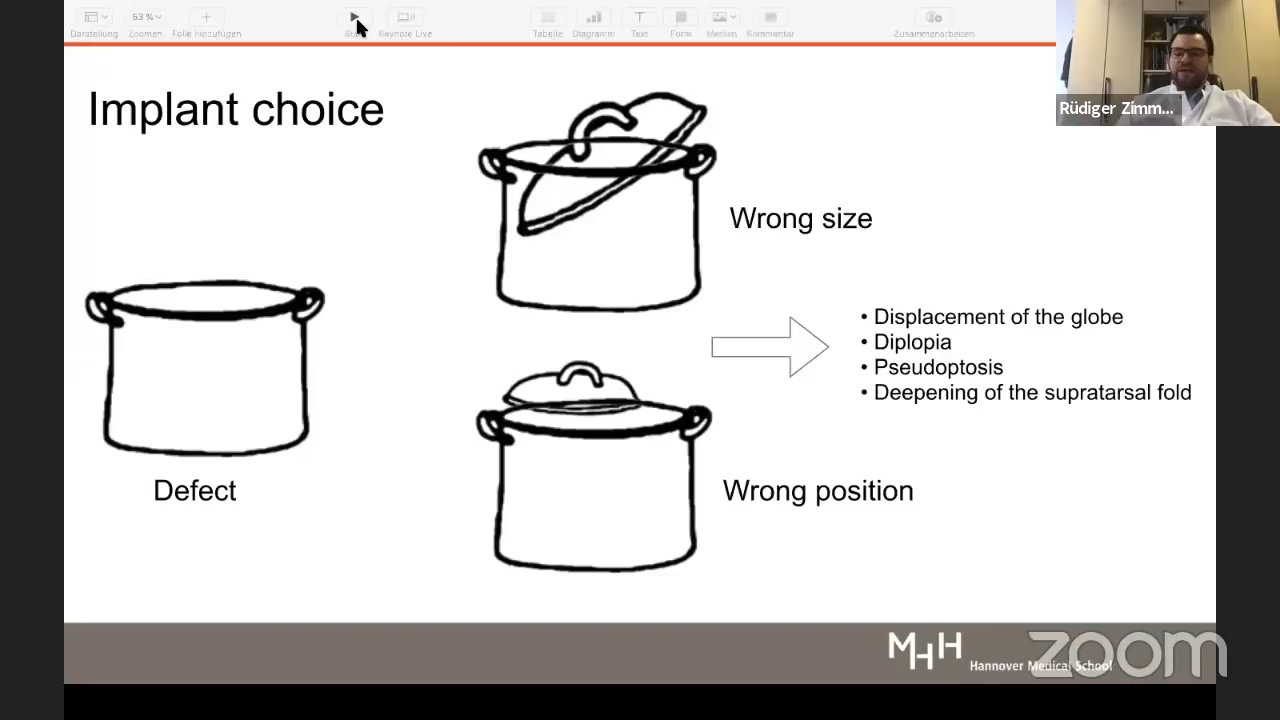 53 %
Darstellung
Zoomen
Folie hinzufügen
Keynote Live
Tabelle
Diagramm
Text
Form
Medien
Kommentar
Zusammenarbeiten
Rüdiger Zimm...
Implant choice
Wrong size
• Displacement of the globe
• Diplopia
• Pseudoptosis
• Deepening of the supratarsal fold
Defect
Wrong position
MHH
Hannover Medical School
zoom